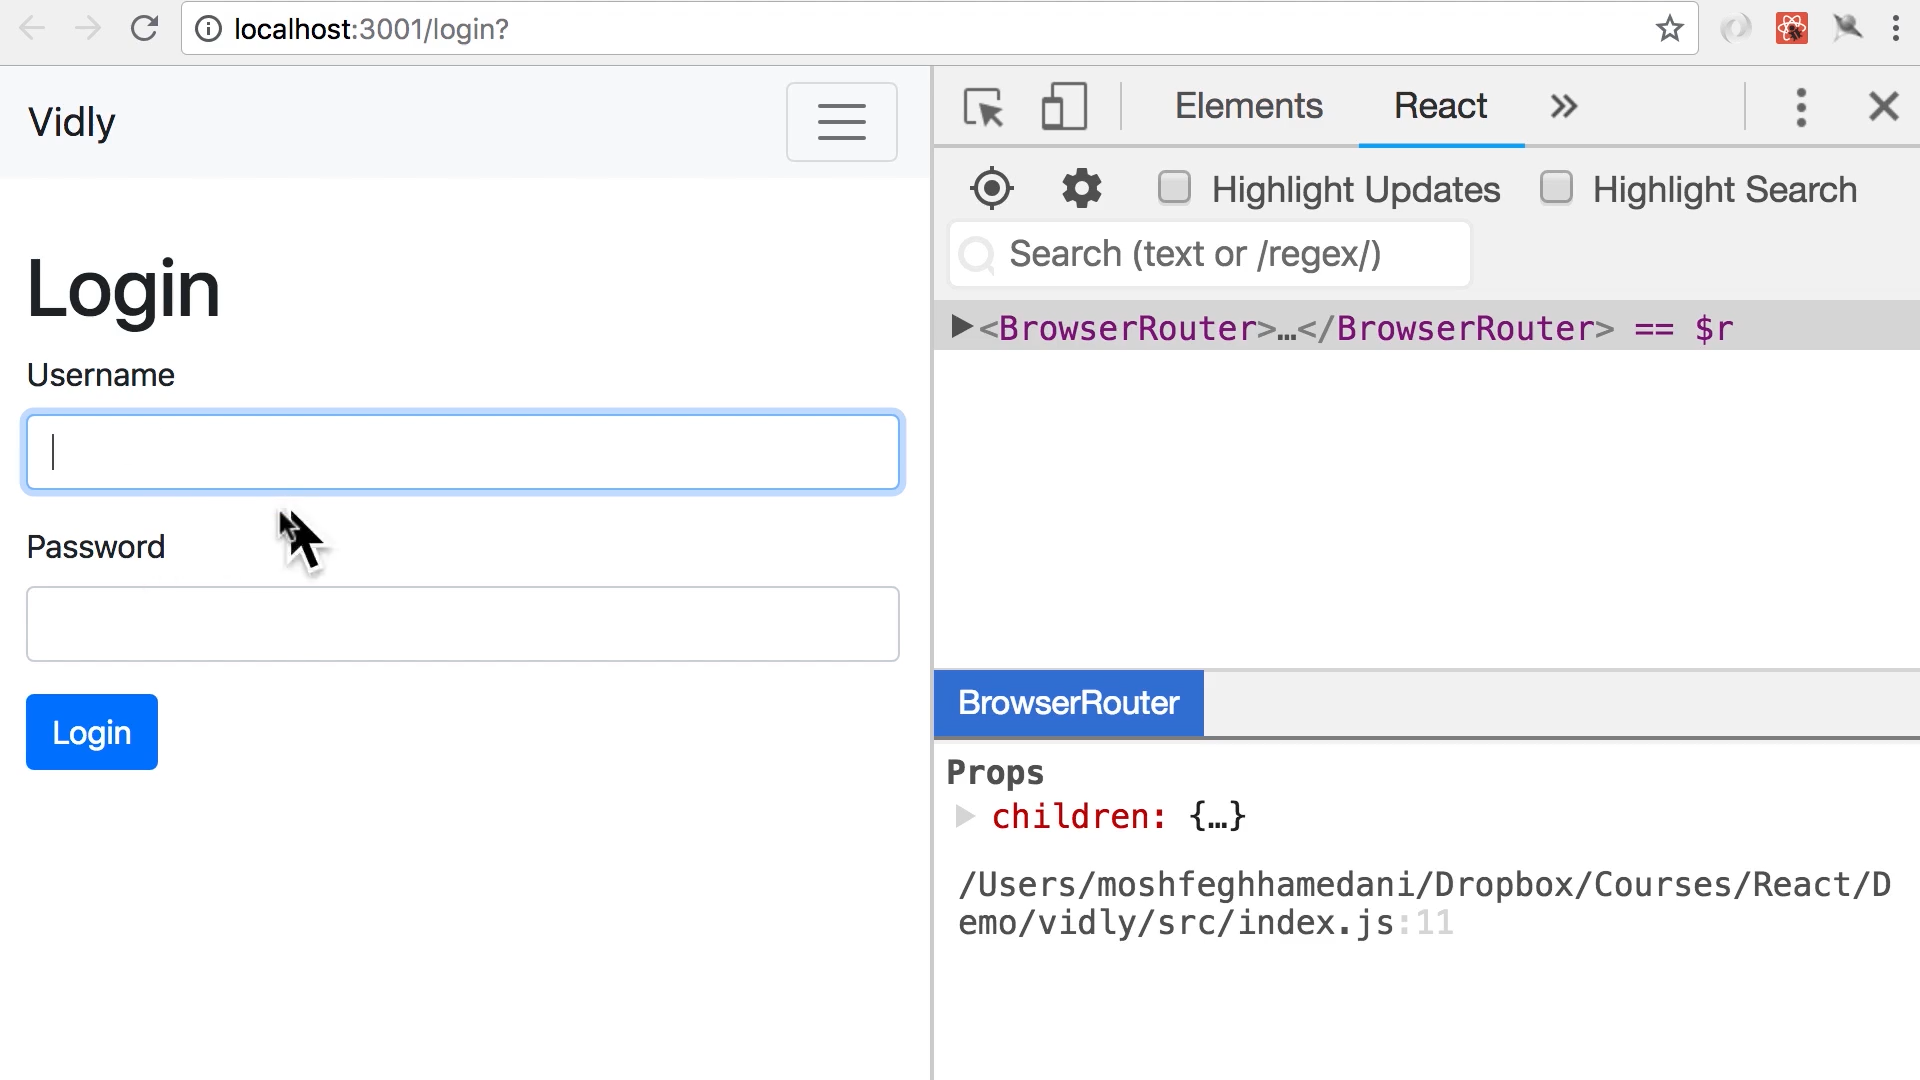 localhost:3001/login?
Vidly
Login
Username
Password
Login
Elements React »
Highlight Updates Highlight Search
Search (text or /regex/)
<BrowserRouter>…</BrowserRouter> == $r
BrowserRouter
Props
children: {…}
/Users/moshfeghhamedani/Dropbox/Courses/React/D
emo/vidly/src/index.js:11